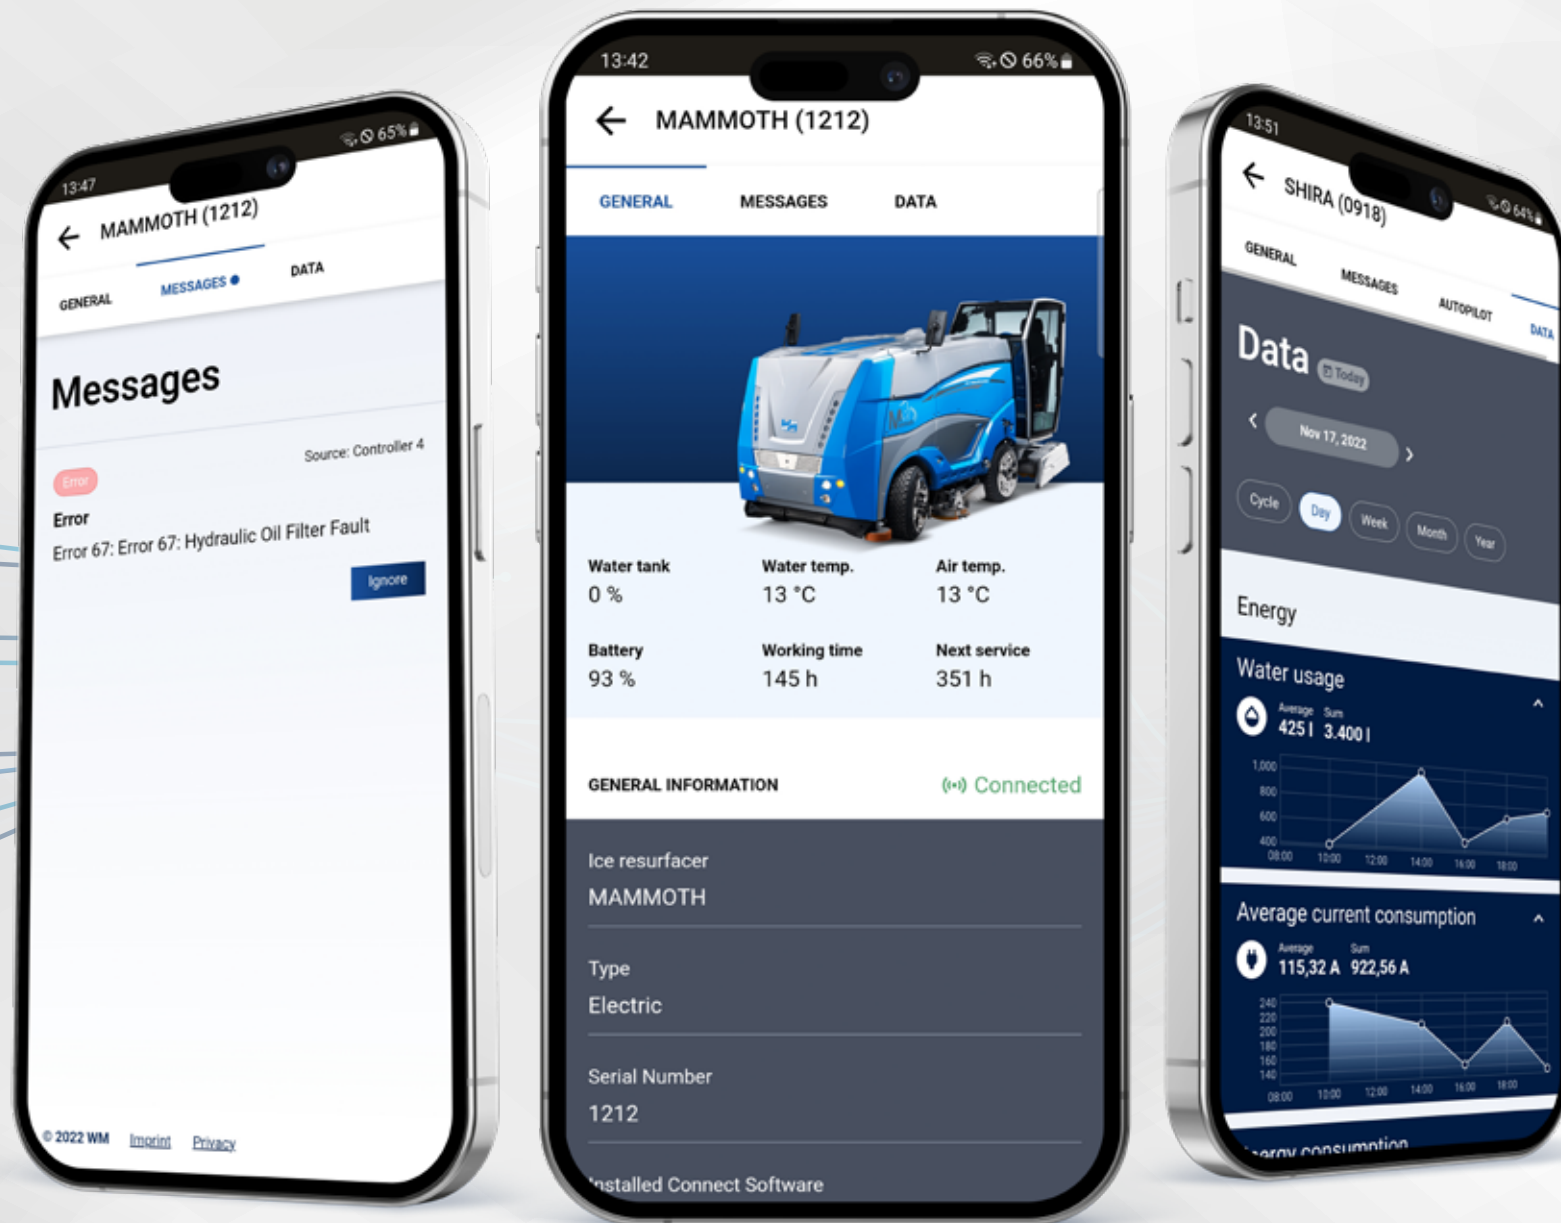 13:47
65%
MAMMOTH (1212)
GENERAL
MESSAGES
DATA
Messages
Source: Controller 4
Error
Error
Error 67: Error 67: Hydraulic Oil Filter Fault
Ignore
© 2022 WM
Imprint
Privacy
13:42
66%
MAMMOTH (1212)
GENERAL
MESSAGES
DATA
Water tank
Water temp.
Air temp.
0 %
13 °C
13 °C
Battery
Working time
Next service
93 %
145 h
351 h
GENERAL INFORMATION
Connected
Ice resurfacer
MAMMOTH
Type
Electric
Serial Number
1212
Installed Connect Software
13:51
64%
SHIRA (0918)
GENERAL
MESSAGES
AUTOPILOT
DATA
Data
Today
Nov 17, 2022
Cycle
Day
Week
Month
Year
Energy
Water usage
Average Sum
425 l 3.400 l
1,000
800
600
400
08:00 10:00 12:00 14:00 16:00 18:00
Average current consumption
Average Sum
115,32 A 922,56 A
240
220
200
180
160
140
08:00 10:00 12:00 14:00 16:00 18:00
consumption